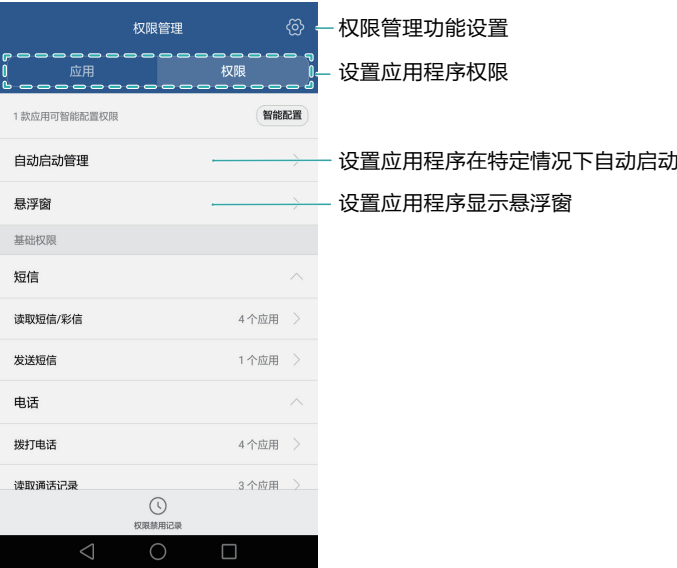 权限管理
权限管理功能设置
应用
权限
设置应用程序权限
1 款应用可智能配置权限
智能配置
自动启动管理
设置应用程序在特定情况下自动启动
悬浮窗
设置应用程序显示悬浮窗
基础权限
短信
读取短信/彩信
4 个应用
发送短信
1 个应用
电话
拨打电话
4 个应用
读取通话记录
3 个应用
权限禁用记录